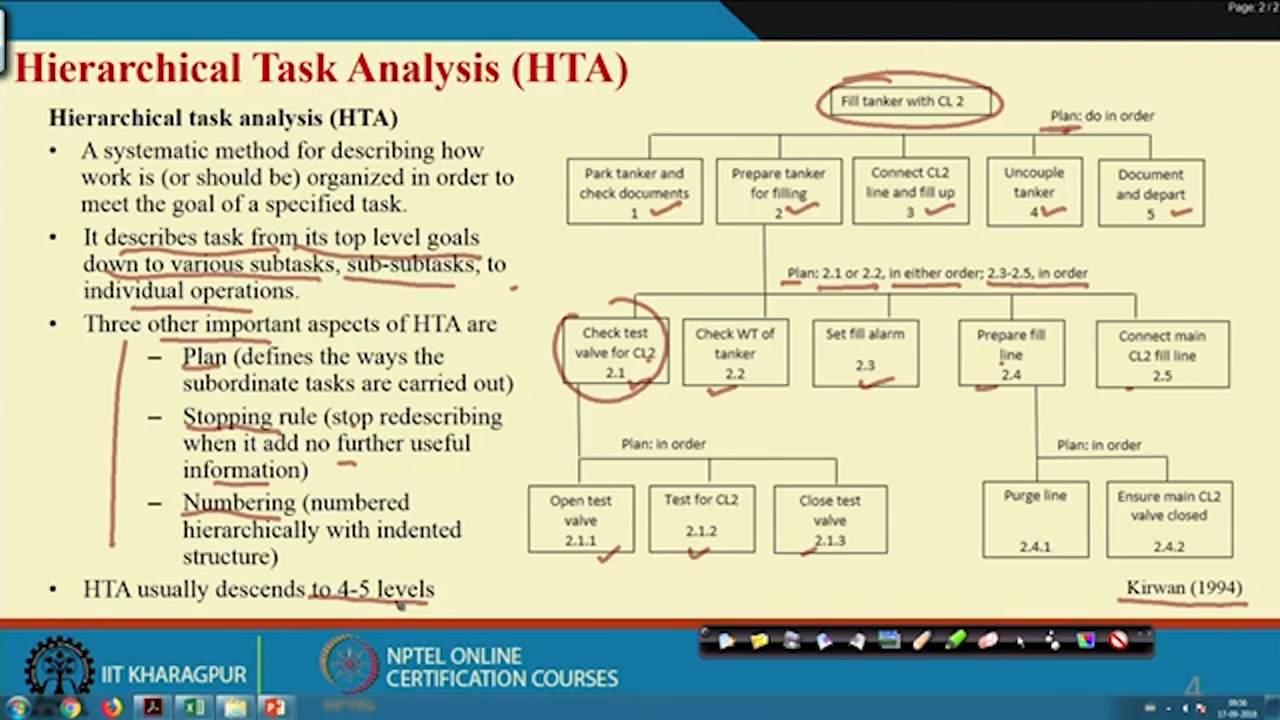 Page: 2 / 2
Hierarchical Task Analysis (HTA)
Hierarchical task analysis (HTA)
• A systematic method for describing how
work is (or should be) organized in order to
meet the goal of a specified task.
• It describes task from its top level goals
down to various subtasks, sub-subtasks, to
individual operations.
• Three other important aspects of HTA are
– Plan (defines the ways the
subordinate tasks are carried out)
– Stopping rule (stop redescribing
when it add no further useful
information)
– Numbering (numbered
hierarchically with indented
structure)
• HTA usually descends to 4-5 levels
Fill tanker with CL 2
Plan: do in order
Park tanker and
check documents
1
Prepare tanker
for filling
2
Connect CL2
line and fill up
3
Uncouple
tanker
4
Document
and depart
5
Plan: 2.1 or 2.2, in either order; 2.3-2.5, in order
Check test
valve for CL2
2.1
Check WT of
tanker
2.2
Set fill alarm
2.3
Prepare fill
line
2.4
Connect main
CL2 fill line
2.5
Plan: in order
Open test
valve
2.1.1
Test for CL2
2.1.2
Close test
valve
2.1.3
Plan: in order
Purge line
2.4.1
Ensure main CL2
valve closed
2.4.2
Kirwan (1994)
IIT KHARAGPUR
NPTEL ONLINE
CERTIFICATION COURSES
NPTEL
4
09:56
17-09-2018